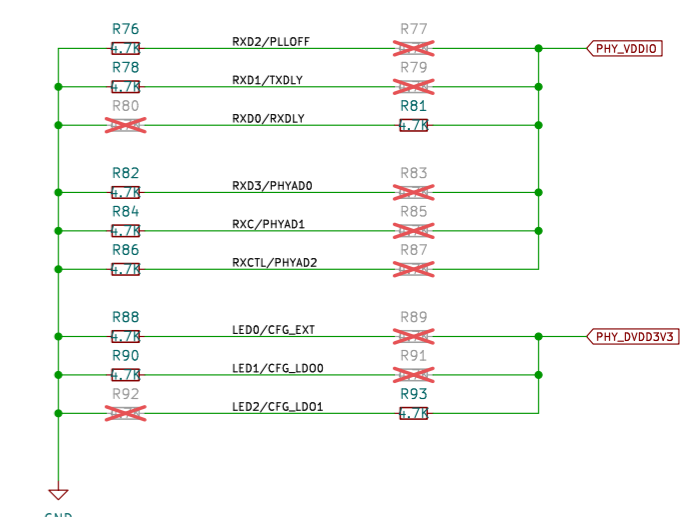 R76 R77
4.7K RXD2/PLLOFF PHY_VDDIO
R78 R79
4.7K RXD1/TXDLY
R80 R81
RXD0/RXDLY 4.7K
R82 R83
4.7K RXD3/PHYAD0
R84 R85
4.7K RXC/PHYAD1
R86 R87
4.7K RXCTL/PHYAD2
R88 R89
4.7K LED0/CFG_EXT PHY_DVDD3V3
R90 R91
4.7K LED1/CFG_LDO0
R92 R93
LED2/CFG_LDO1 4.7K
GND